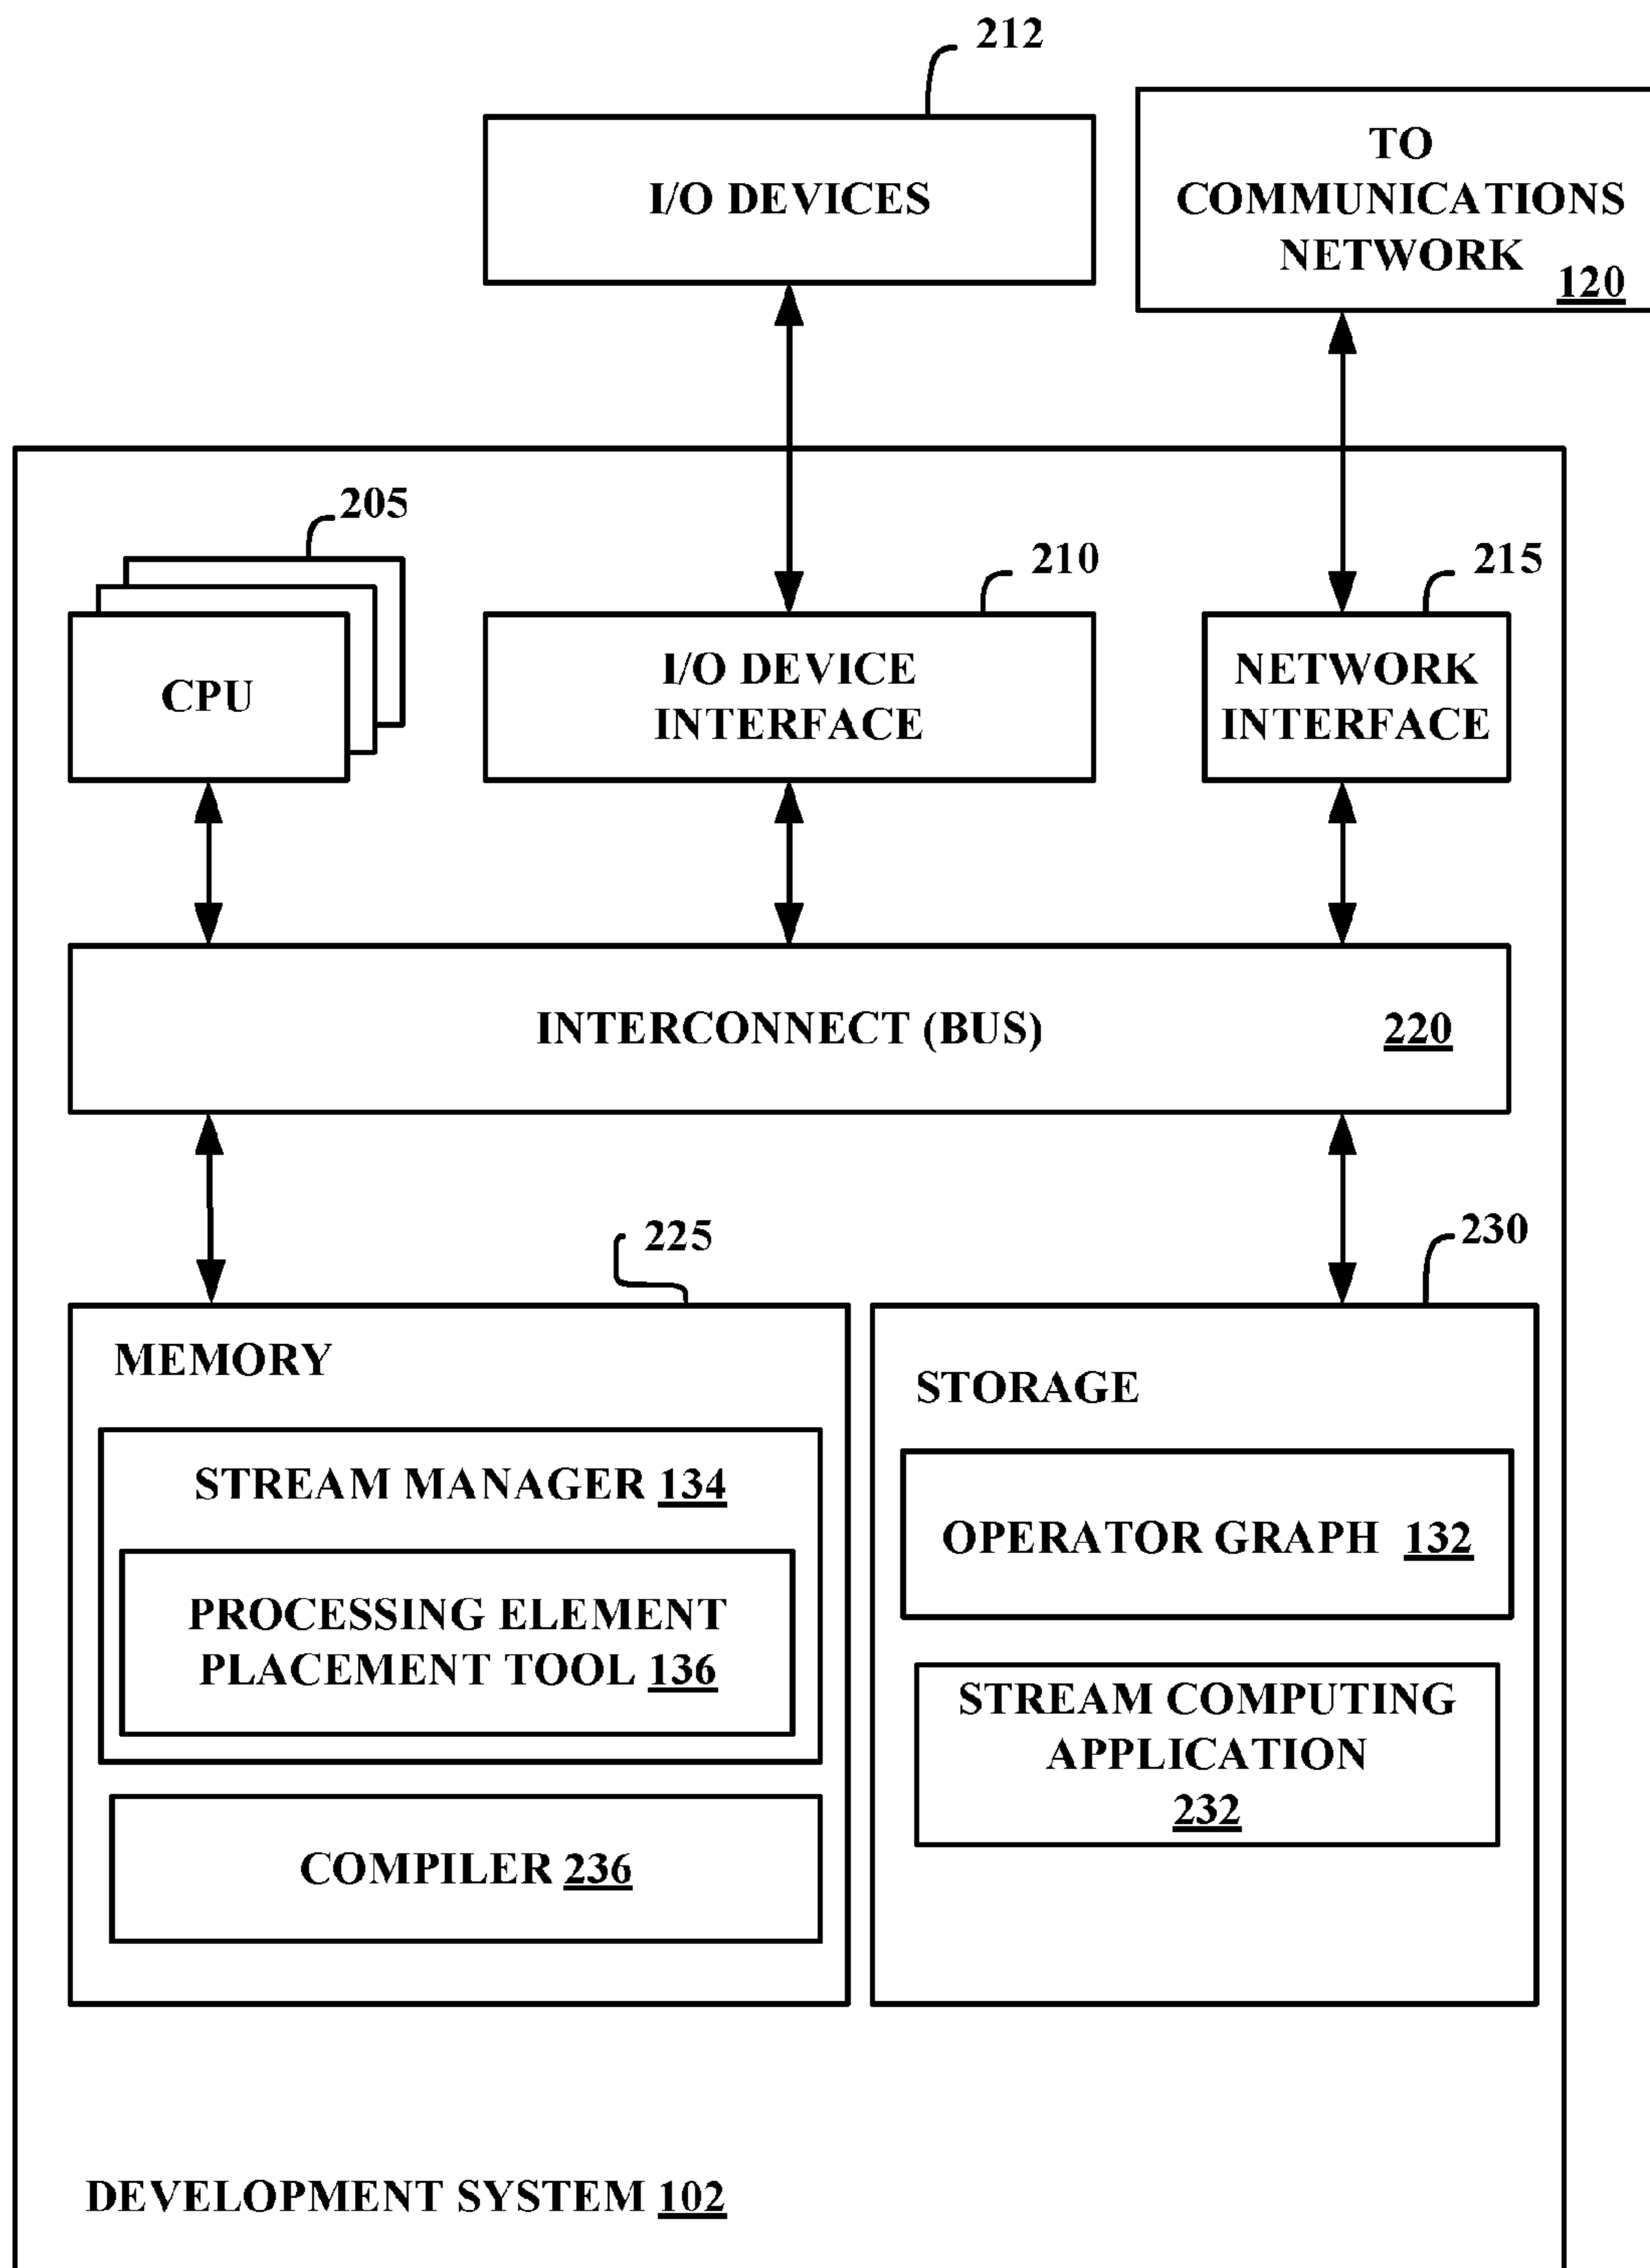 212
I/O DEVICES
TO
COMMUNICATIONS
NETWORK
120
205
210
215
CPU
I/O DEVICE
INTERFACE
NETWORK
INTERFACE
INTERCONNECT (BUS) 220
225
230
MEMORY
STREAM MANAGER 134
PROCESSING ELEMENT
PLACEMENT TOOL 136
COMPILER 236
STORAGE
OPERATOR GRAPH 132
STREAM COMPUTING
APPLICATION
232
DEVELOPMENT SYSTEM 102